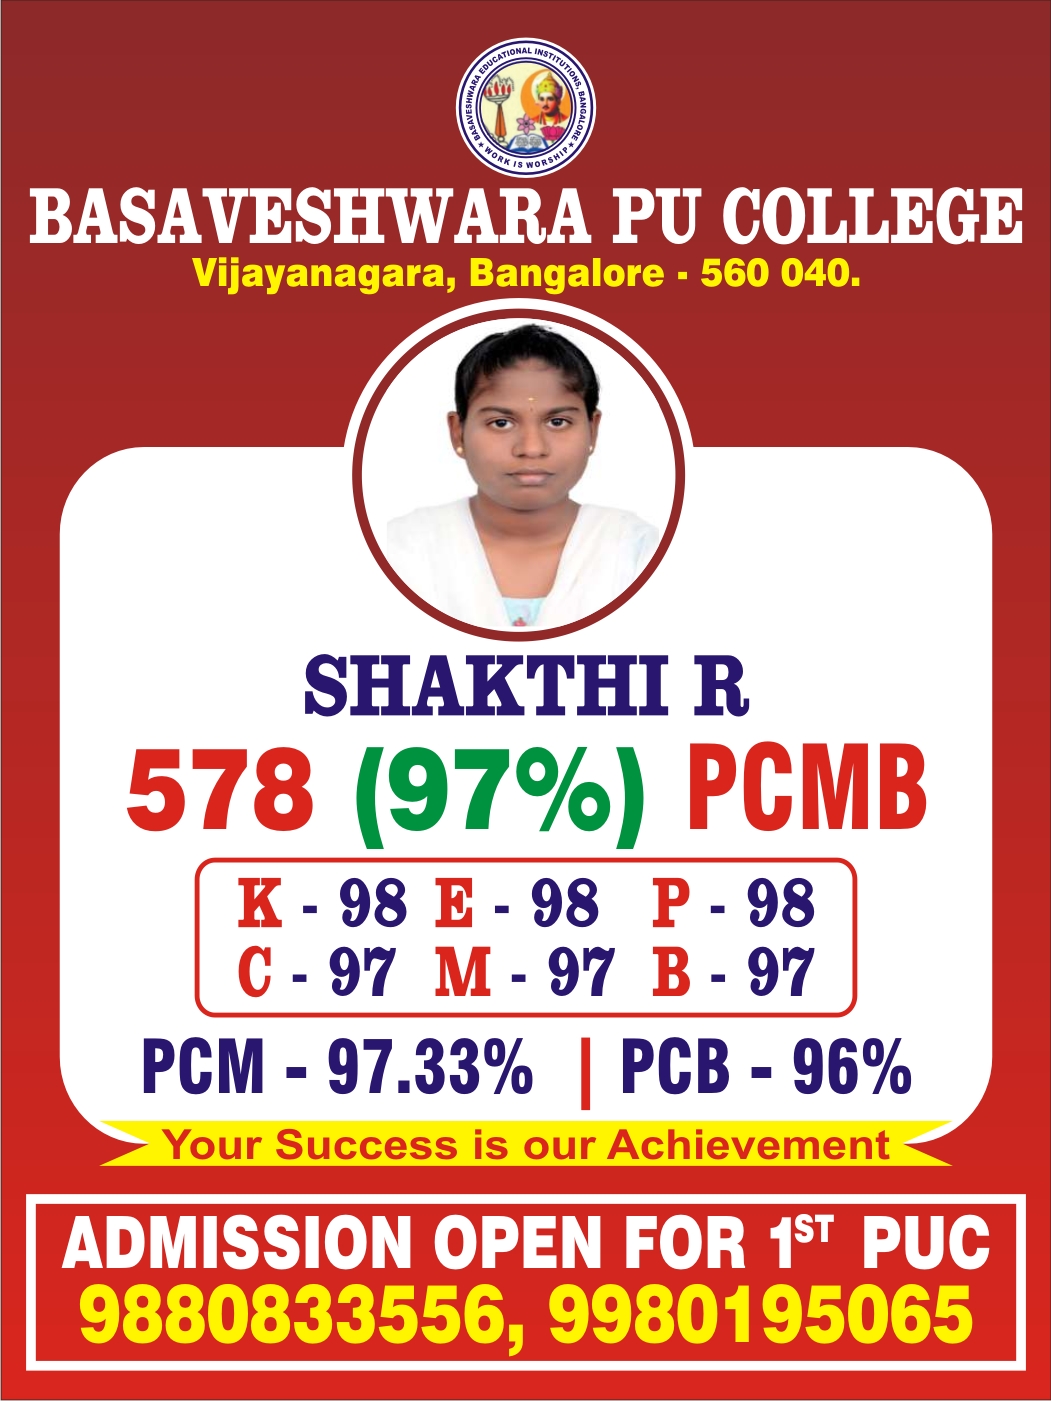 BASAVESHWARA EDUCATIONAL INSTITUTIONS, BANGALORE
★ WORK IS WORSHIP ★
BASAVESHWARA PU COLLEGE
Vijayanagara, Bangalore - 560 040.
SHAKTHI R
578 (97%) PCMB
K - 98 E - 98 P - 98
C - 97 M - 97 B - 97
PCM - 97.33% | PCB - 96%
Your Success is our Achievement
ADMISSION OPEN FOR 1ST PUC
9880833556, 9980195065